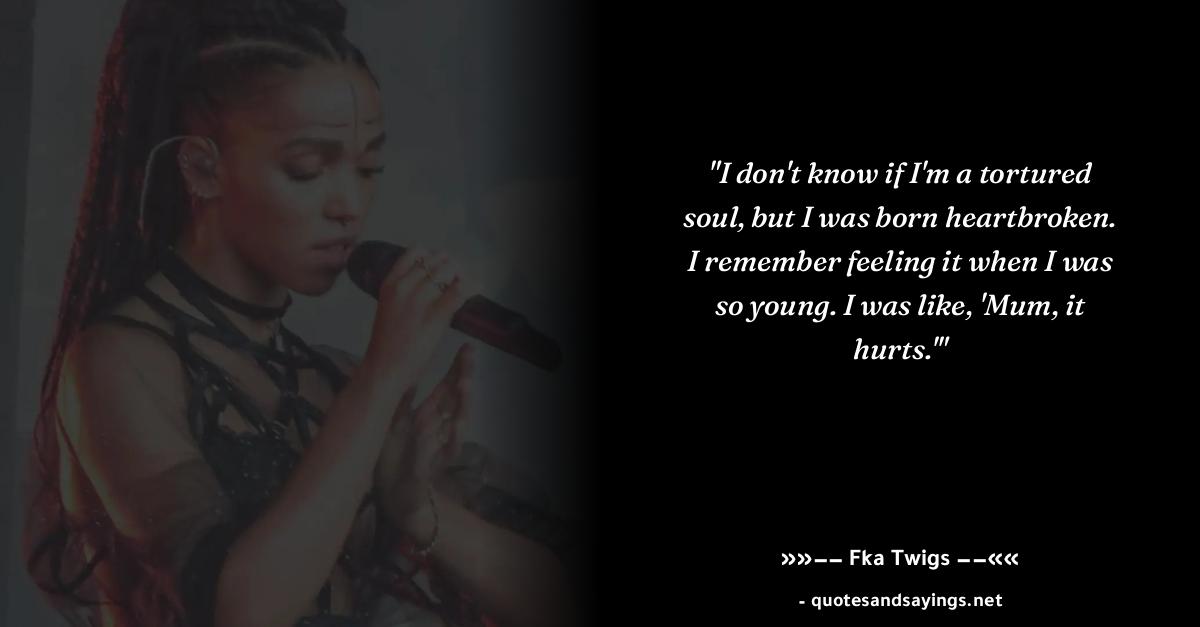 "I don't know if I'm a tortured
soul, but I was born heartbroken.
I remember feeling it when I was
so young. I was like, 'Mum, it
hurts.'"
»»−− Fka Twigs −−««
- quotesandsayings.net